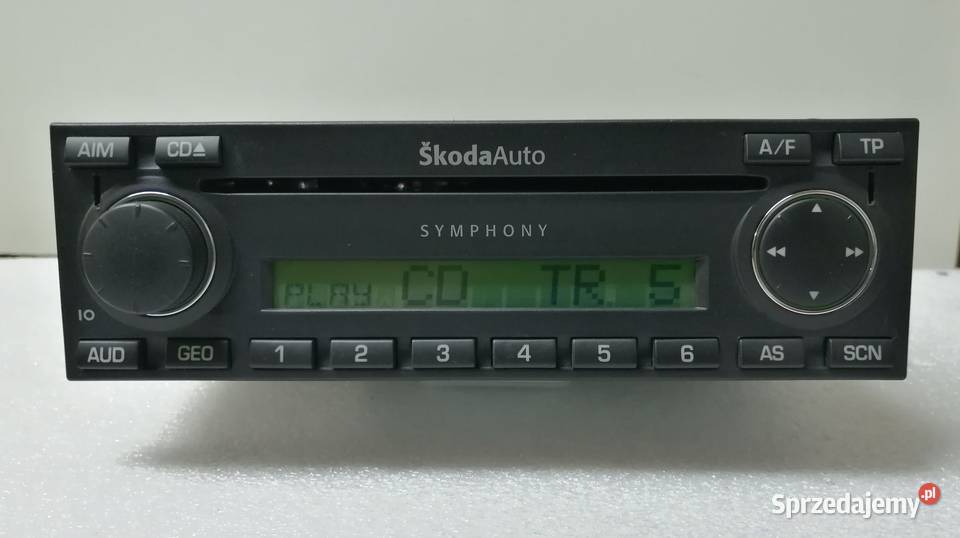 AIM CD⏏ ŠkodaAuto A/F TP
SYMPHONY
PLAY CD TR 5
IO
AUD GEO 1 2 3 4 5 6 AS SCN
Sprzedajemy.pl